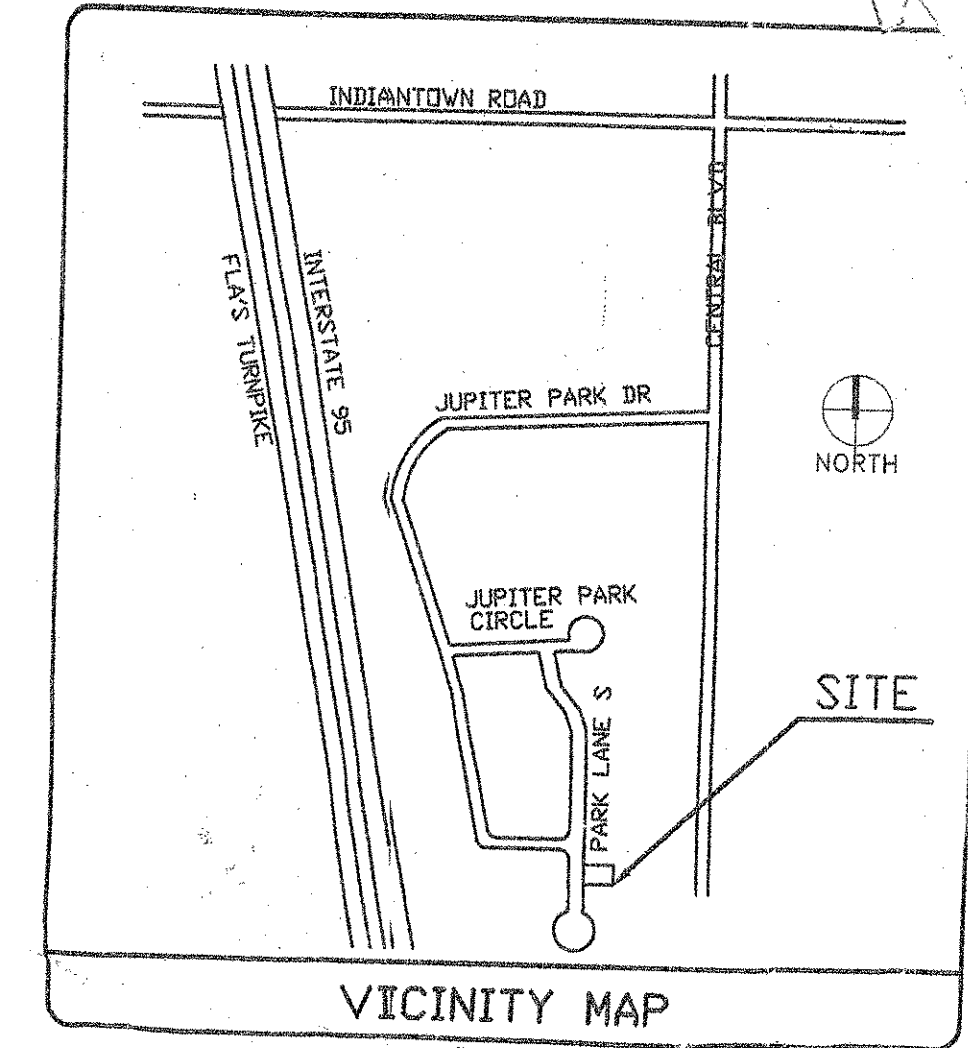 INDIANTOWN ROAD
CENTRAL BLVD
INTERSTATE 95
FLA'S TURNPIKE
JUPITER PARK DR
NORTH
JUPITER PARK
CIRCLE
SITE
PARK LANE S
VICINITY MAP